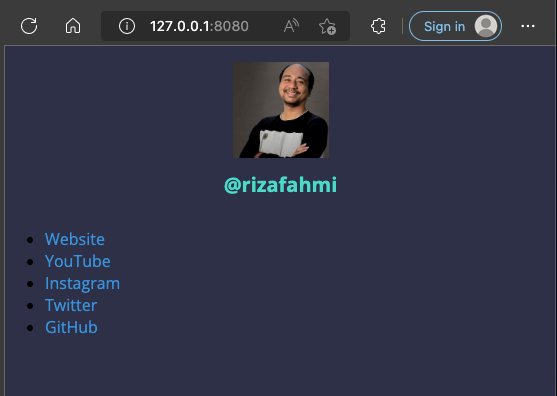 127.0.0.1:8080
Sign in
@rizafahmi
Website
YouTube
Instagram
Twitter
GitHub